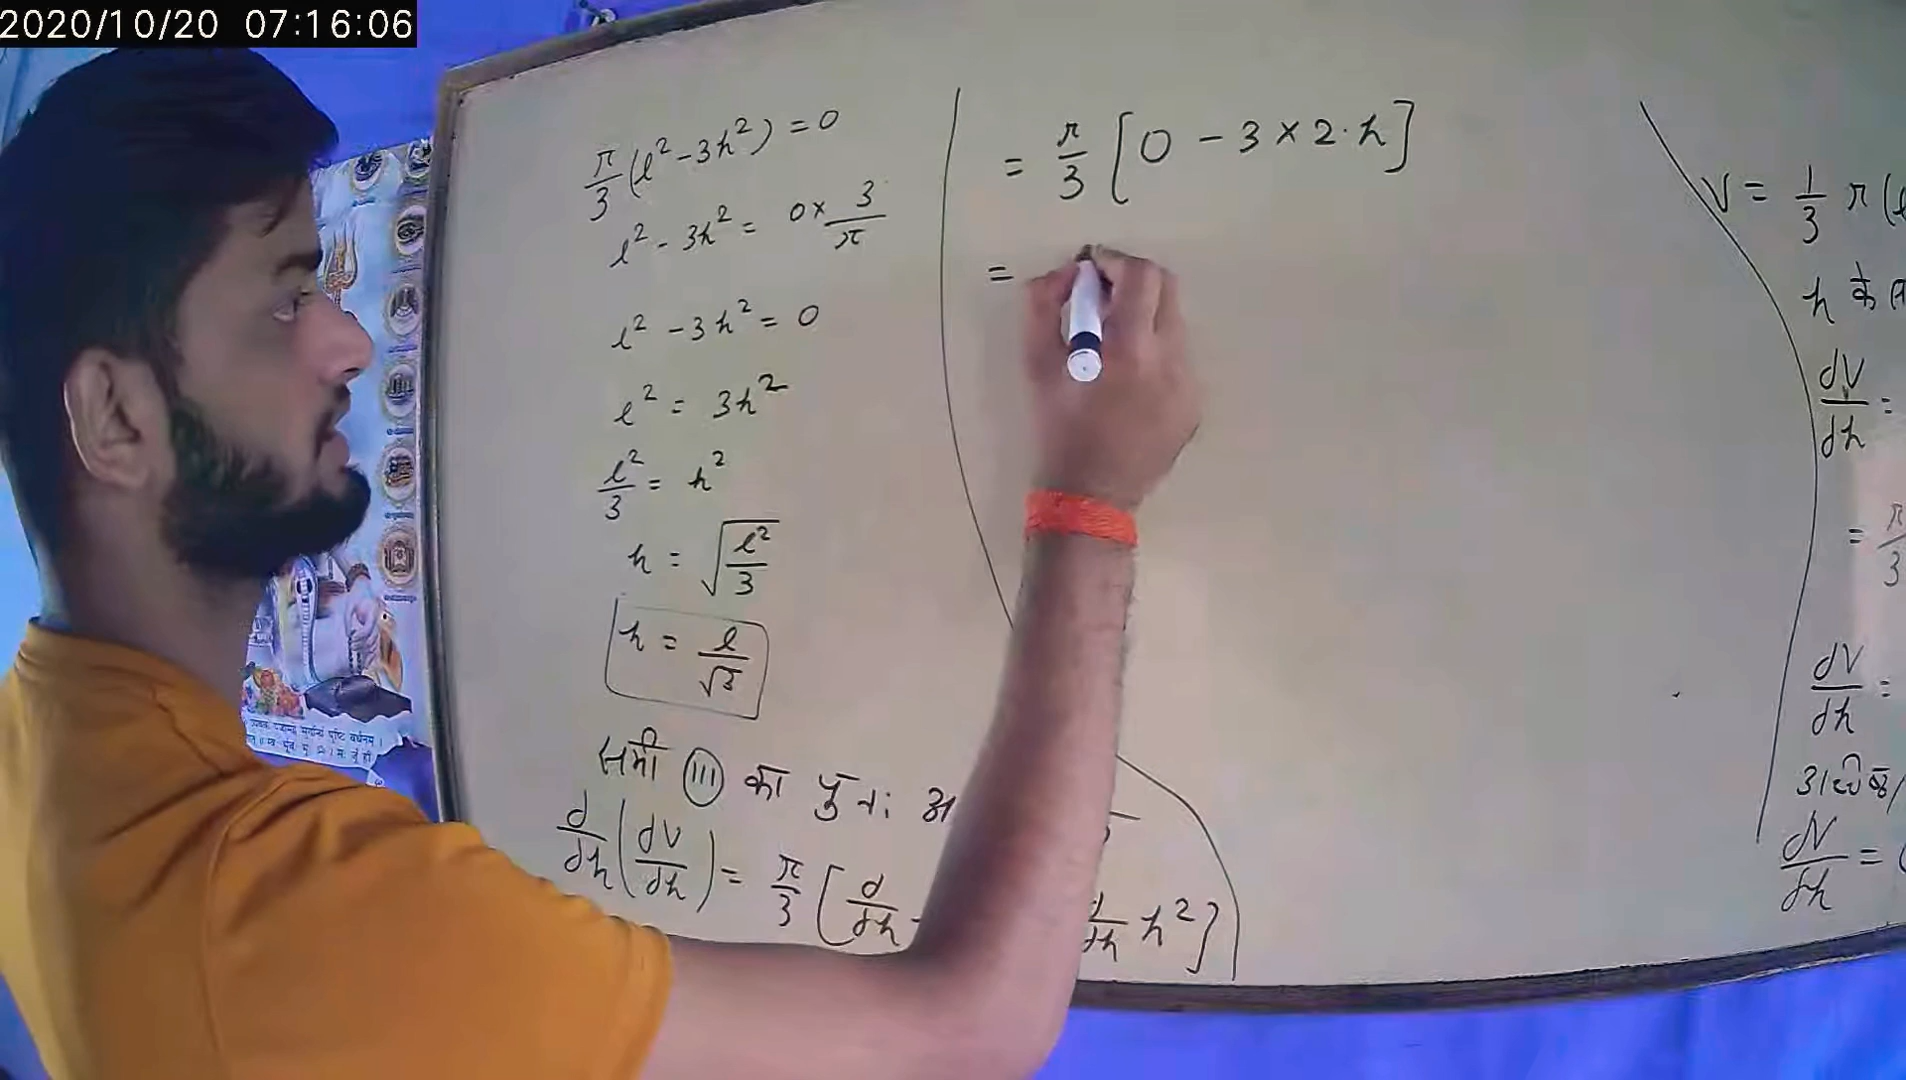 2020/10/20 07:16:06
π/3 (l² - 3h²) = 0
l² - 3h² = 0 × 3/π
l² - 3h² = 0
l² = 3h²
l²/3 = h²
h = √(l²/3)
h = l/√3
समी (III) का पुनः अ
d/dh (dV/dh) = π/3 [d/dh
d/dh h²]
= π/3 [0 - 3 × 2·h]
=
V = 1/3 π (
h के
dV/dh =
= π/3
dV/dh =
dV/dh =